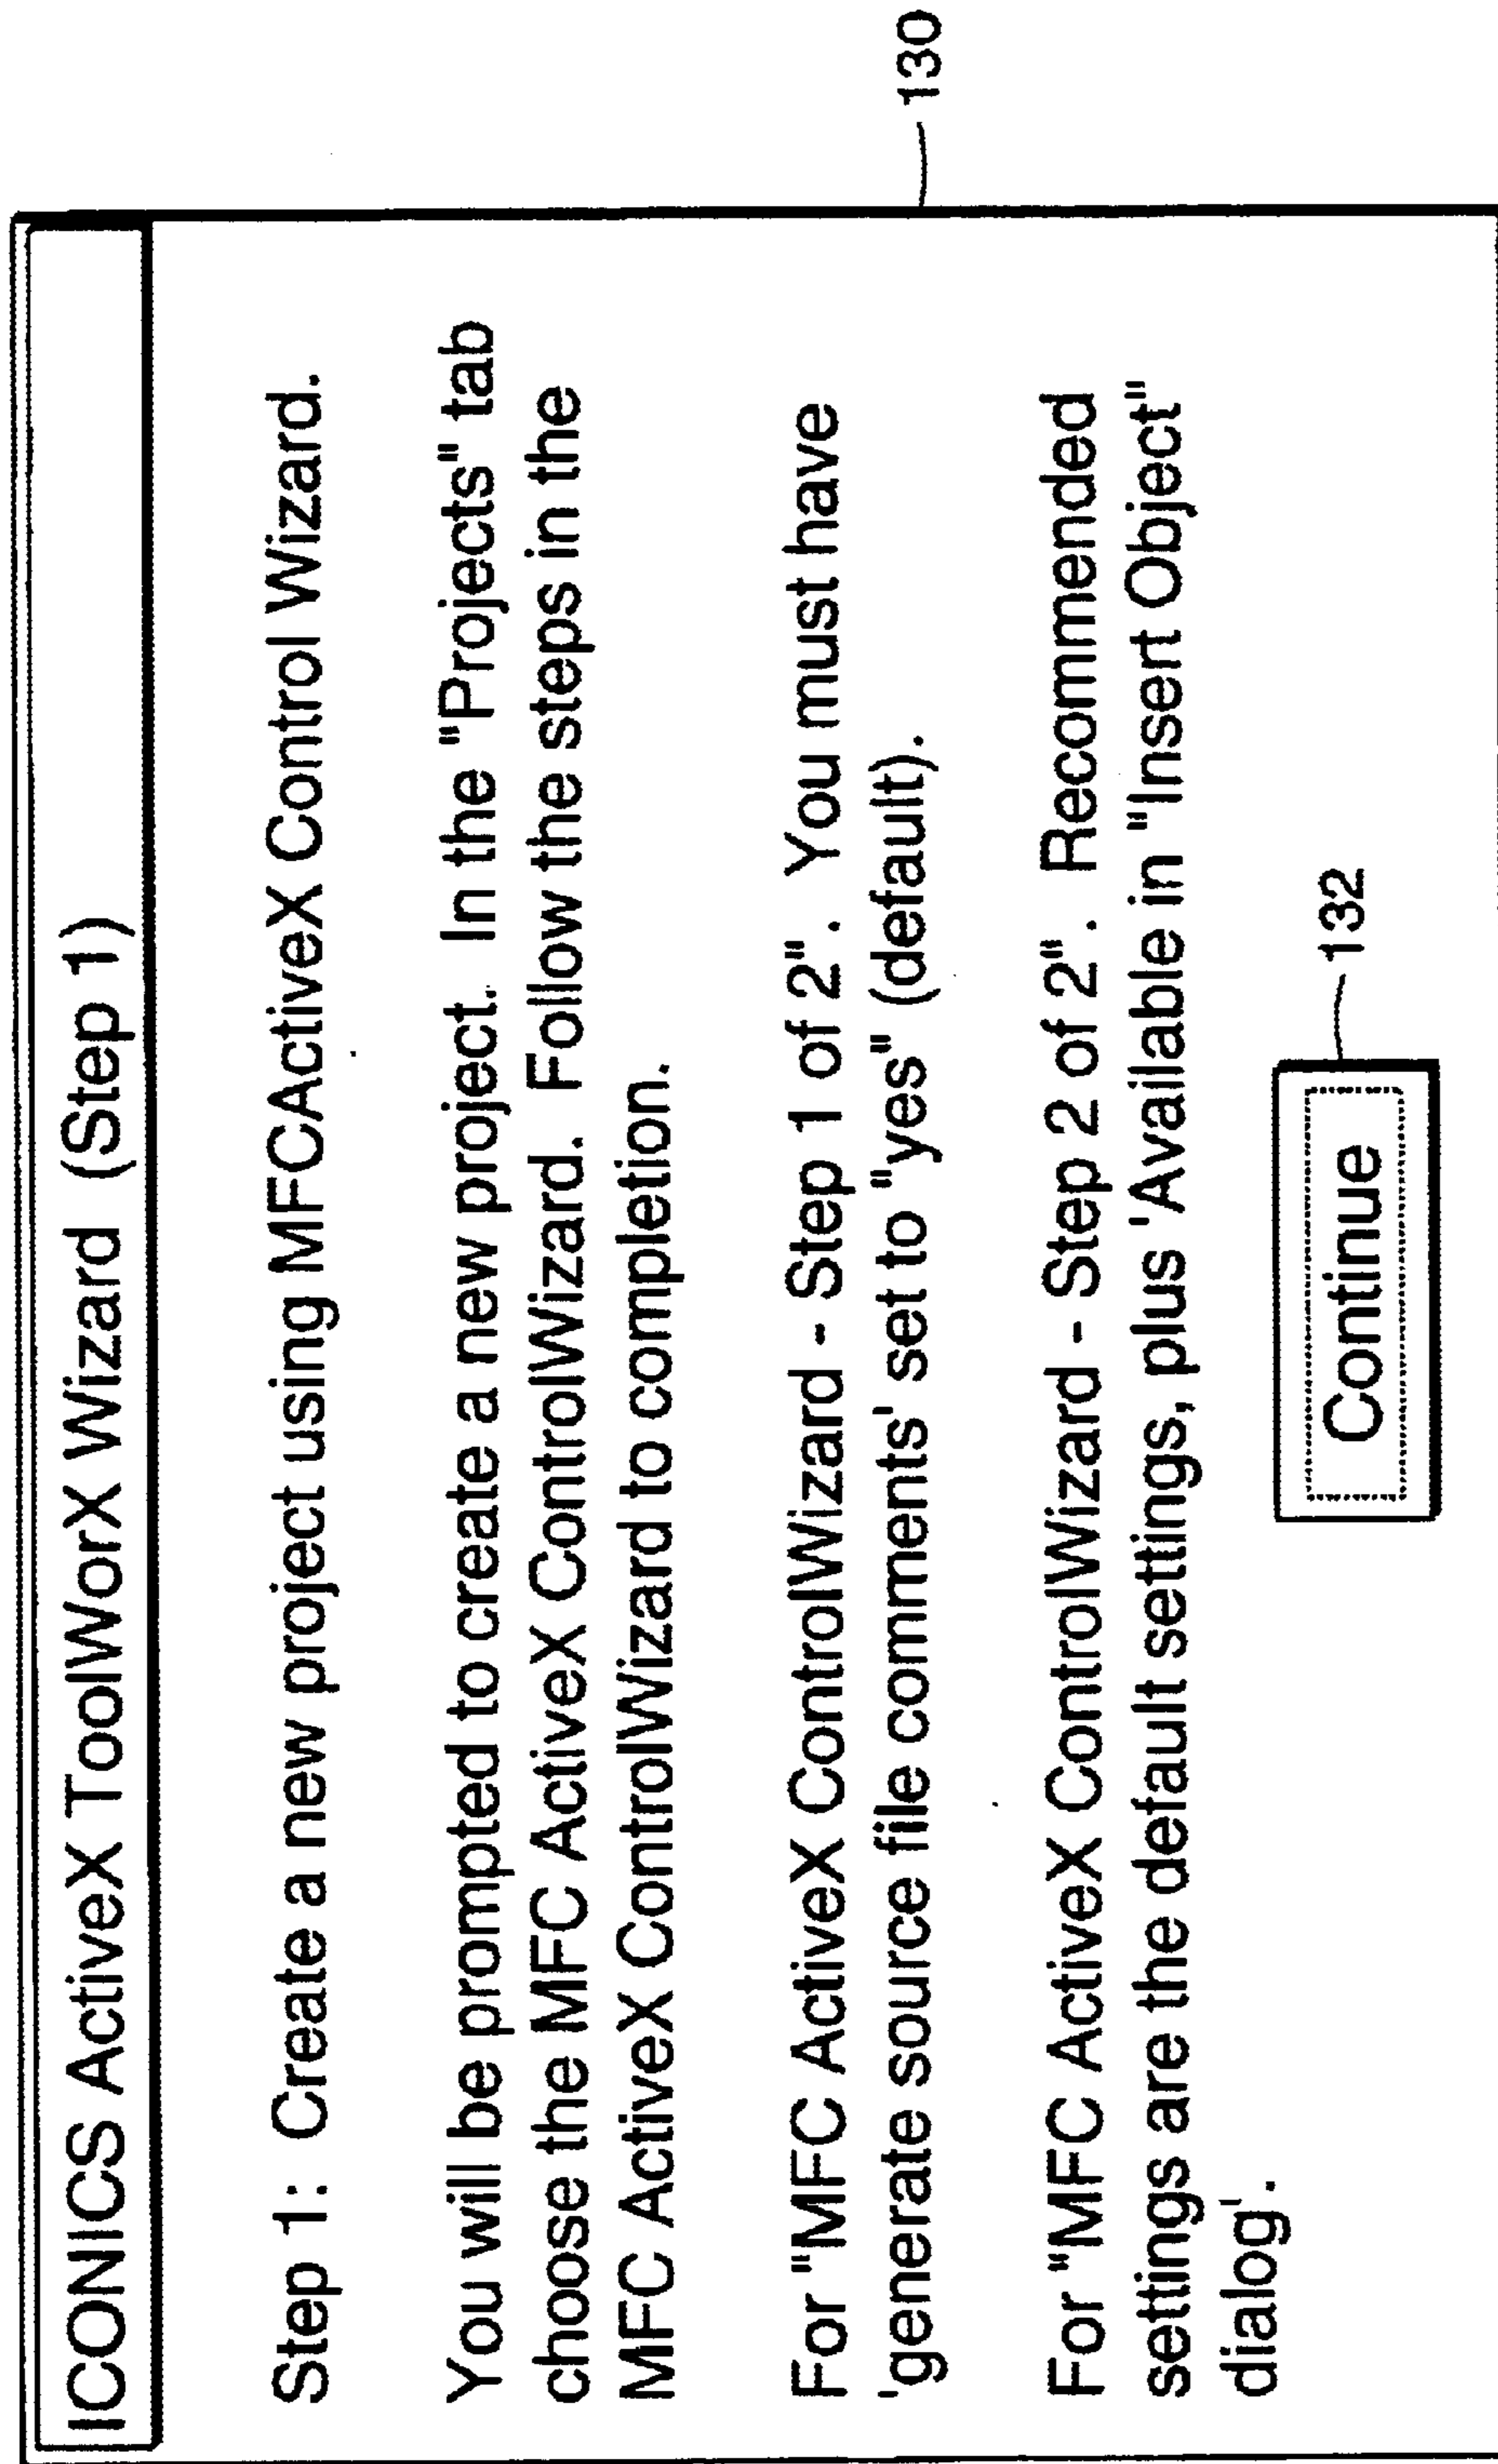 ICONICS ActiveX ToolWorX Wizard (Step 1)
Step 1: Create a new project using MFCActiveX Control Wizard.
You will be prompted to create a new project. In the "Projects" tab
choose the MFC ActiveX ControlWizard. Follow the steps in the
MFC ActiveX ControlWizard to completion.
For "MFC ActiveX ControlWizard - Step 1 of 2". You must have
'generate source file comments' set to "yes" (default).
For "MFC ActiveX ControlWizard - Step 2 of 2". Recommended
settings are the default settings, plus 'Available in "Insert Object"
dialog'.
Continue
132
130